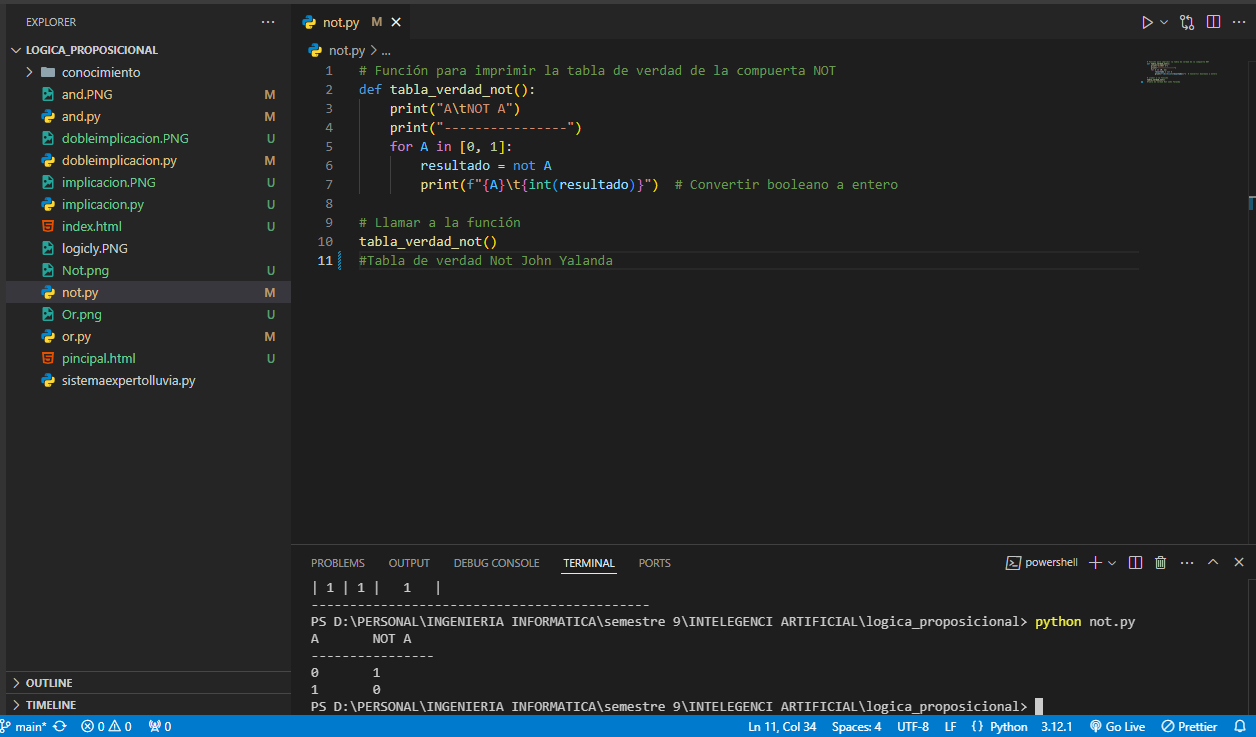 EXPLORER
LOGICA_PROPOSICIONAL
conocimiento
and.PNG M
and.py M
dobleimplicacion.PNG U
dobleimplicacion.py M
implicacion.PNG U
implicacion.py U
index.html U
logicly.PNG
Not.png U
not.py M
Or.png U
or.py M
pincipal.html U
sistemaexpertolluvia.py
OUTLINE
TIMELINE
not.py M
not.py > ...
1 # Función para imprimir la tabla de verdad de la compuerta NOT
2 def tabla_verdad_not():
3 print("A\tNOT A")
4 print("----------------")
5 for A in [0, 1]:
6 resultado = not A
7 print(f"{A}\t{int(resultado)}") # Convertir booleano a entero
8
9 # Llamar a la función
10 tabla_verdad_not()
11 #Tabla de verdad Not John Yalanda
PROBLEMS OUTPUT DEBUG CONSOLE TERMINAL PORTS powershell
| 1 | 1 | 1 |
--------------------------------------------
PS D:\PERSONAL\INGENIERIA INFORMATICA\semestre 9\INTELEGENCI ARTIFICIAL\logica_proposicional> python not.py
A NOT A
----------------
0 1
1 0
PS D:\PERSONAL\INGENIERIA INFORMATICA\semestre 9\INTELEGENCI ARTIFICIAL\logica_proposicional>
main* 0 0 0 Ln 11, Col 34 Spaces: 4 UTF-8 LF {} Python 3.12.1 Go Live Prettier